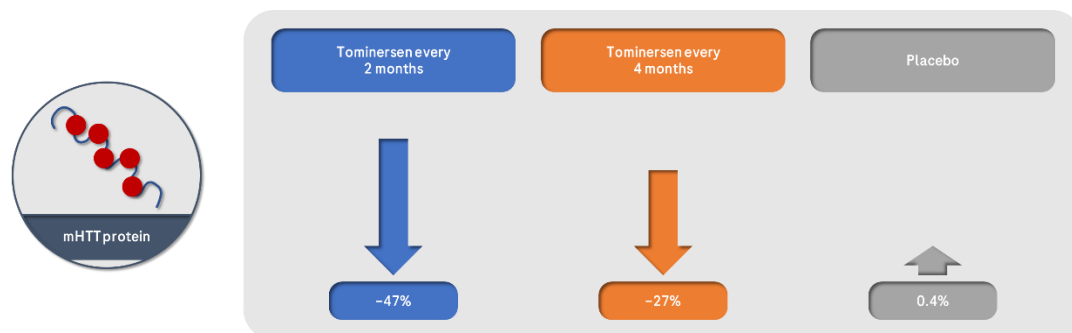 Tominersen every
2 months
Tominersen every
4 months
Placebo
mHTT protein
−47%
−27%
0.4%